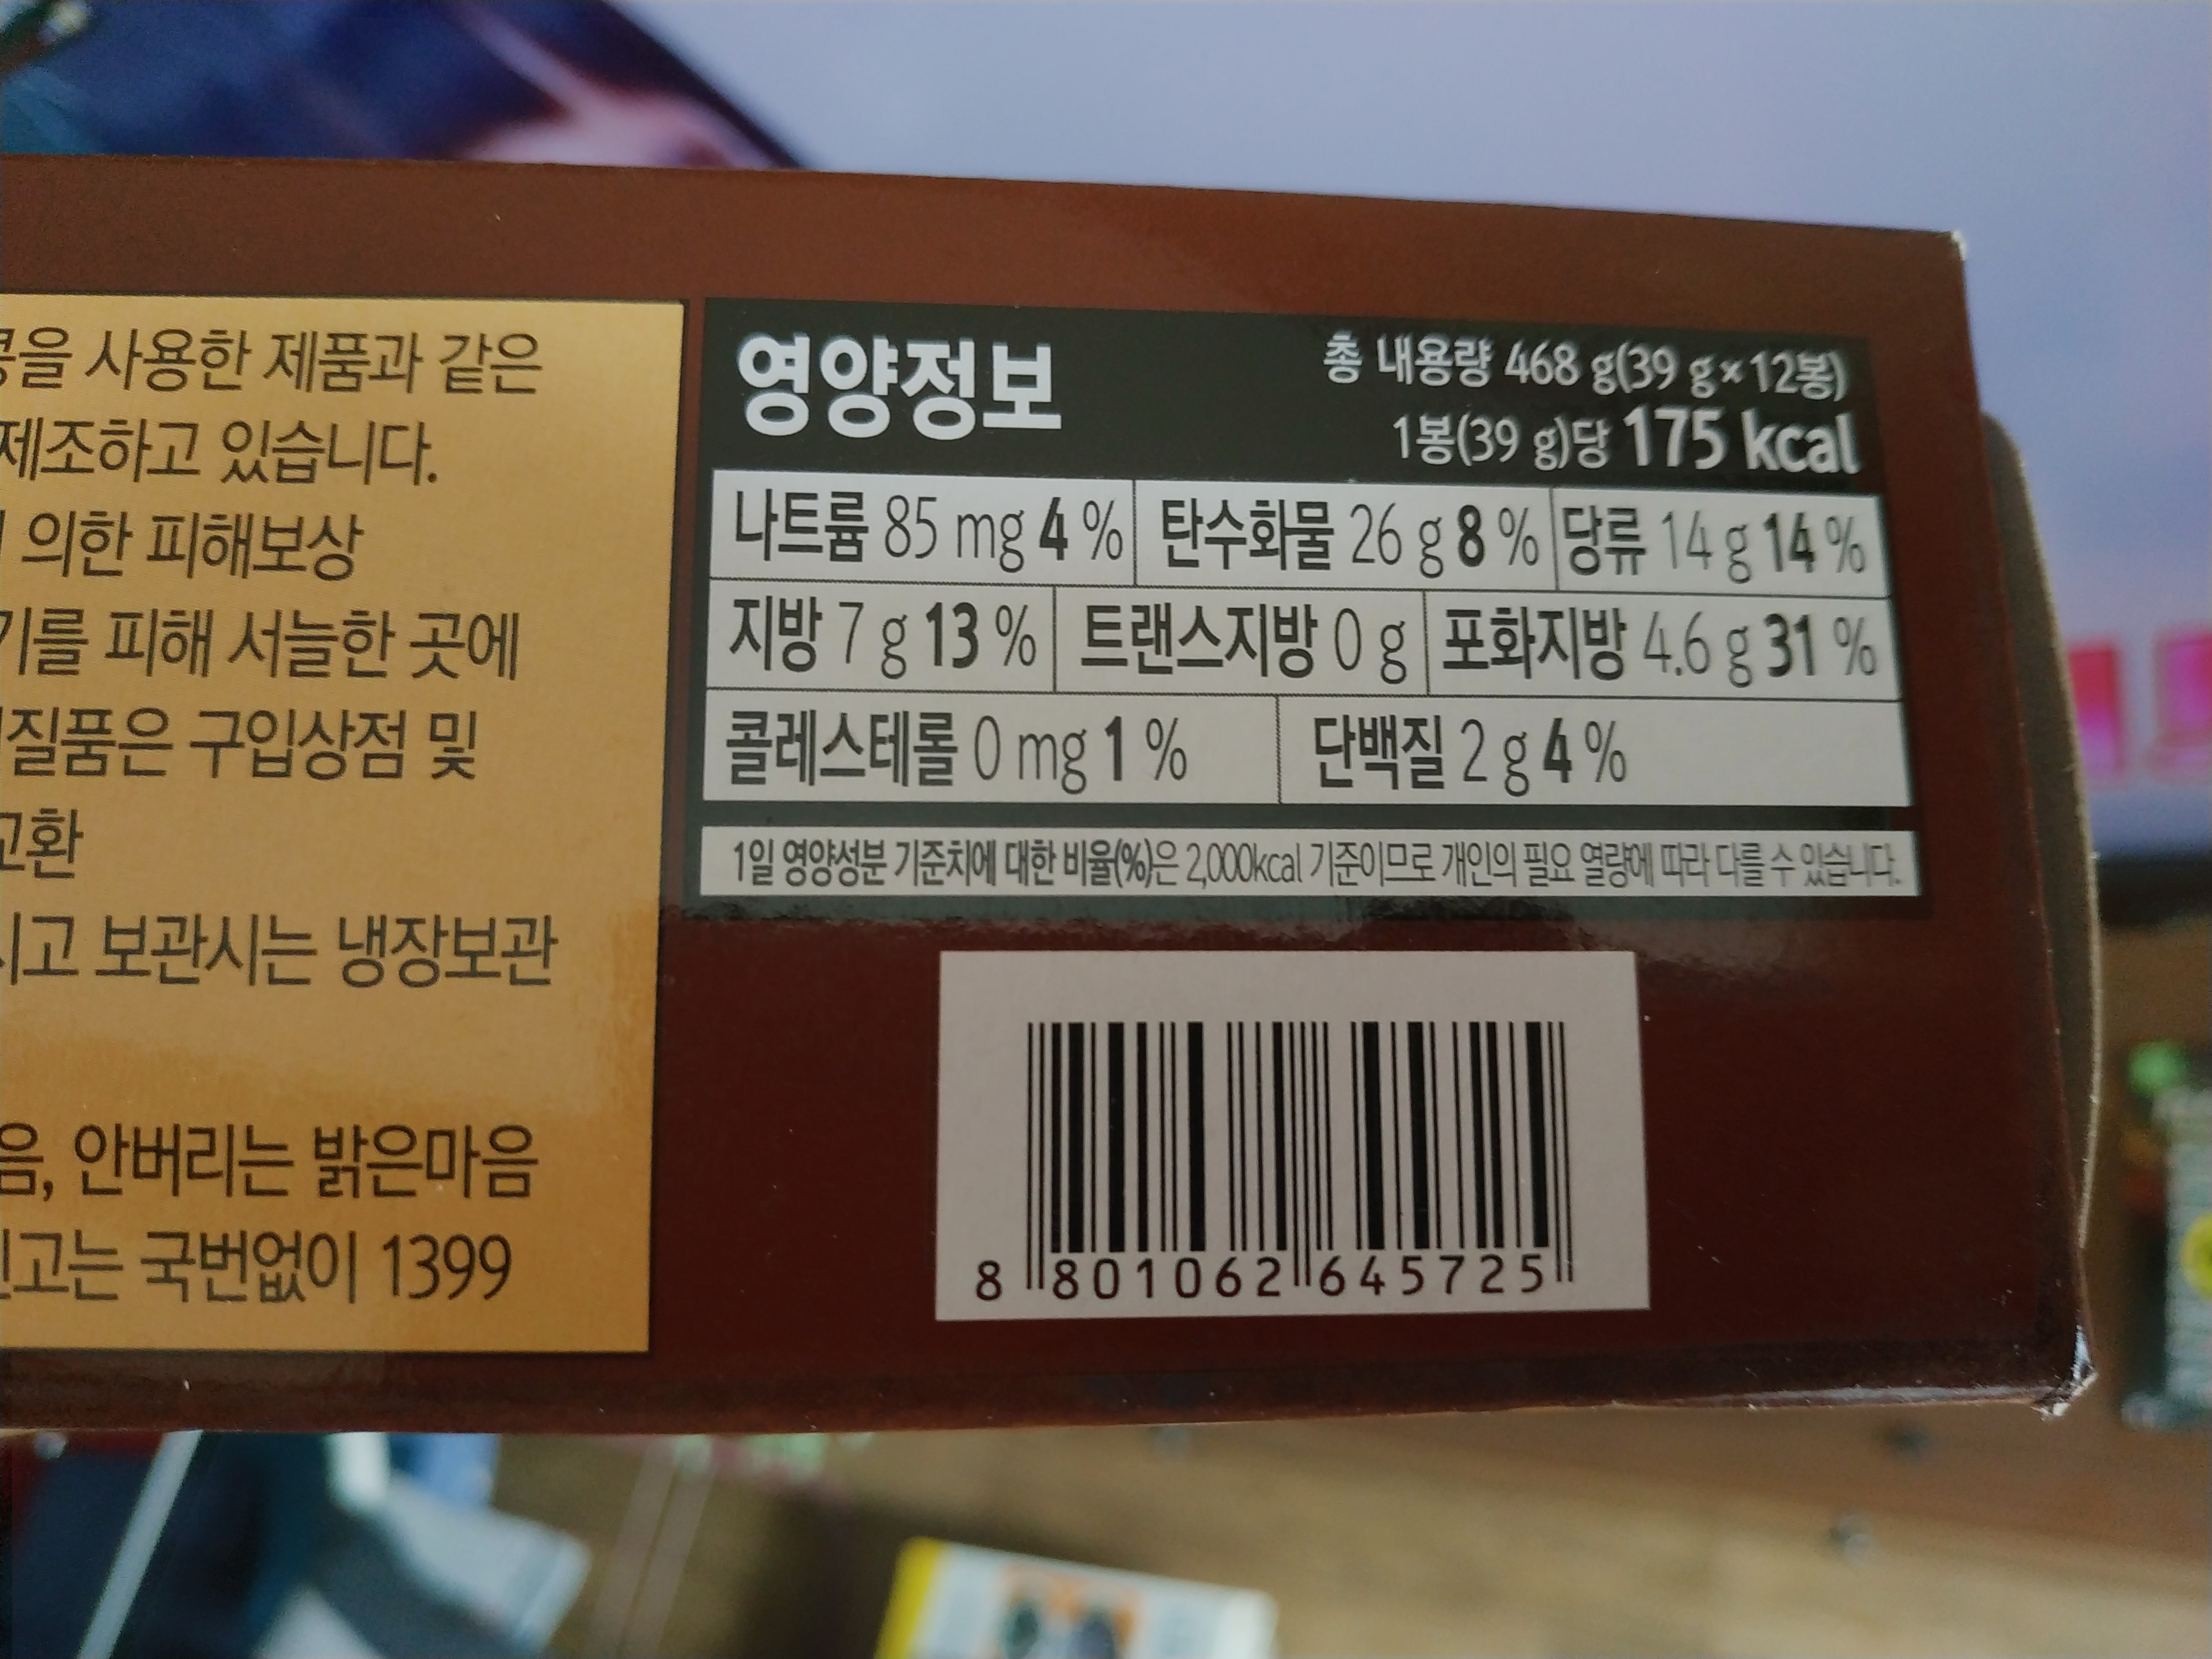 을 사용한 제품과 같은
제조하고 있습니다.
의한 피해보상
기를 피해 서늘한 곳에
질품은 구입상점 및
교환
시고 보관시는 냉장보관
음, 안버리는 밝은마음
고는 국번없이 1399
영양정보
총 내용량 468 g(39 g×12봉)
1봉(39 g)당 175 kcal
나트륨 85 mg 4 % 탄수화물 26 g 8 % 당류 14 g 14 %
지방 7 g 13 % 트랜스지방 0 g 포화지방 4.6 g 31 %
콜레스테롤 0 mg 1 % 단백질 2 g 4 %
1일 영양성분 기준치에 대한 비율(%)은 2,000kcal 기준이므로 개인의 필요 열량에 따라 다를 수 있습니다.
8 801062 645725